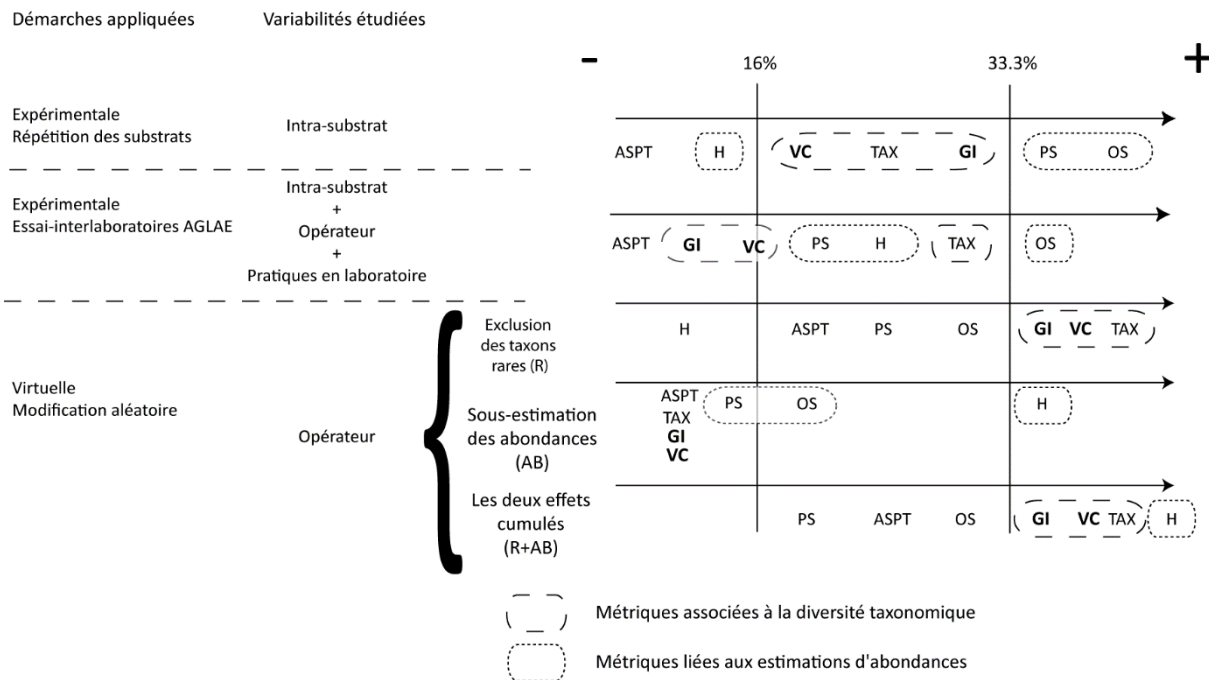 Démarches appliquées
Variabilités étudiées
-
16%
33.3%
+
Expérimentale
Répétition des substrats
Intra-substrat
ASPT H VC TAX GI PS OS
Expérimentale
Essai-interlaboratoires AGLAE
Intra-substrat
+
Opérateur
+
Pratiques en laboratoire
ASPT GI VC PS H TAX OS
Virtuelle
Modification aléatoire
Opérateur
{
Exclusion
des taxons
rares (R)
H ASPT PS OS GI VC TAX
Sous-estimation
des abondances
(AB)
ASPT PS OS H
TAX
GI
VC
Les deux effets
cumulés
(R+AB)
PS ASPT OS GI VC TAX H
Métriques associées à la diversité taxonomique
Métriques liées aux estimations d'abondances